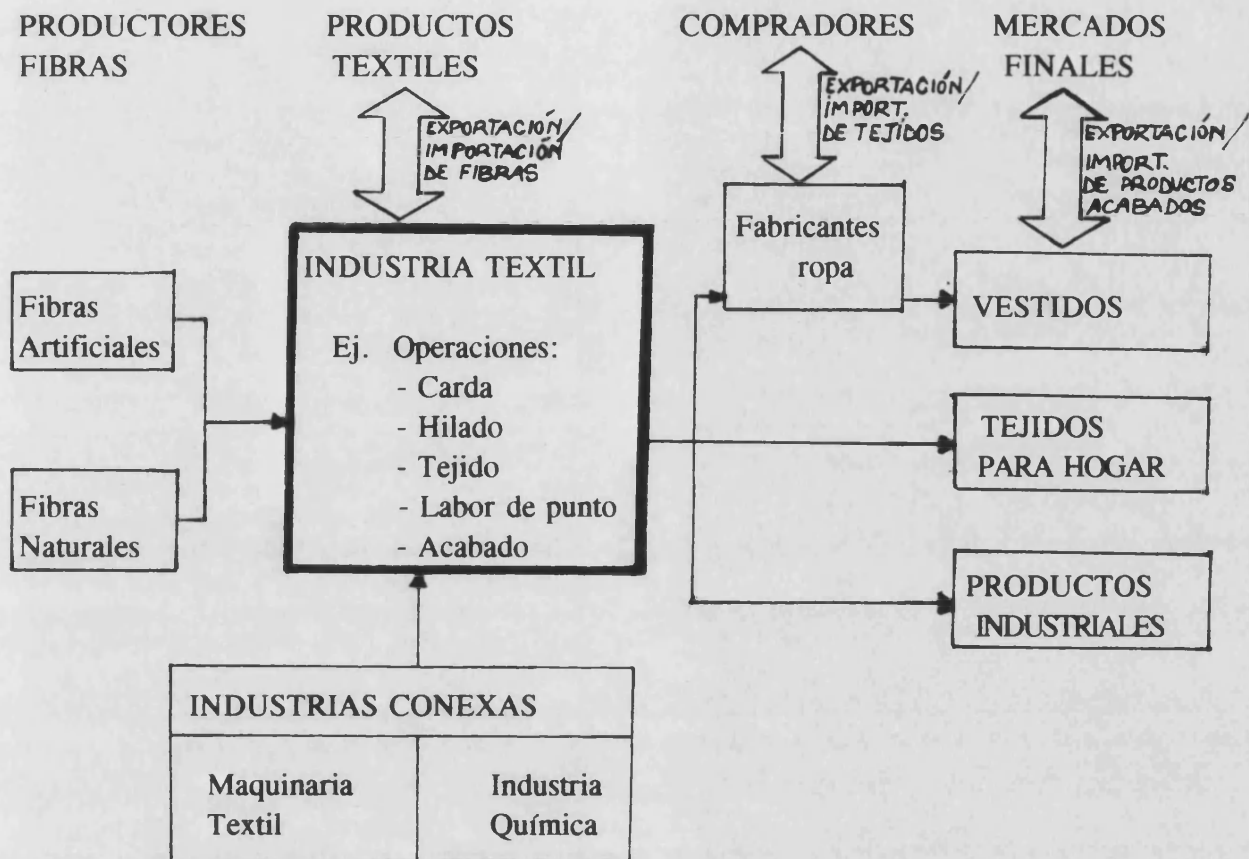 PRODUCTORES
FIBRAS
PRODUCTOS
TEXTILES
COMPRADORES
MERCADOS
FINALES
EXPORTACIÓN/
IMPORTACIÓN
DE FIBRAS
EXPORTACIÓN/
IMPORT.
DE TEJIDOS
EXPORTACIÓN/
IMPORT.
DE PRODUCTOS
ACABADOS
Fibras
Artificiales
Fibras
Naturales
INDUSTRIA TEXTIL
Ej. Operaciones:
- Carda
- Hilado
- Tejido
- Labor de punto
- Acabado
Fabricantes
ropa
VESTIDOS
TEJIDOS
PARA HOGAR
PRODUCTOS
INDUSTRIALES
INDUSTRIAS CONEXAS
Maquinaria
Textil
Industria
Química